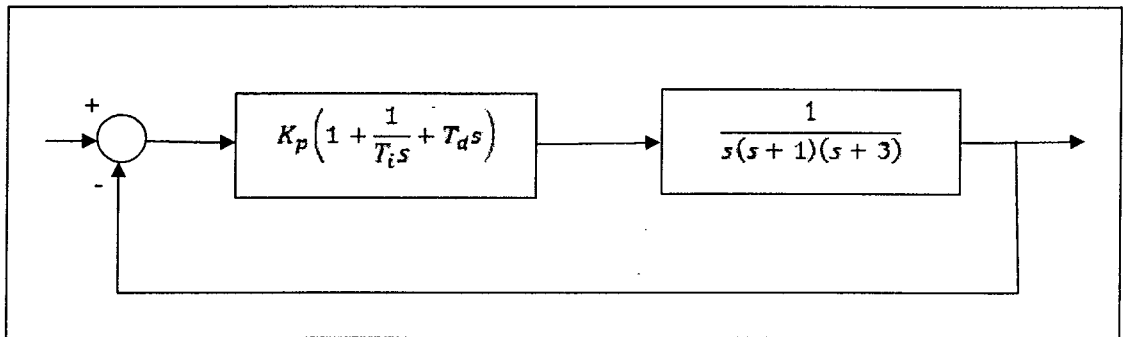 +
-
K_p(1 + 1/(T_i s) + T_d s)
1/(s(s + 1)(s + 3))